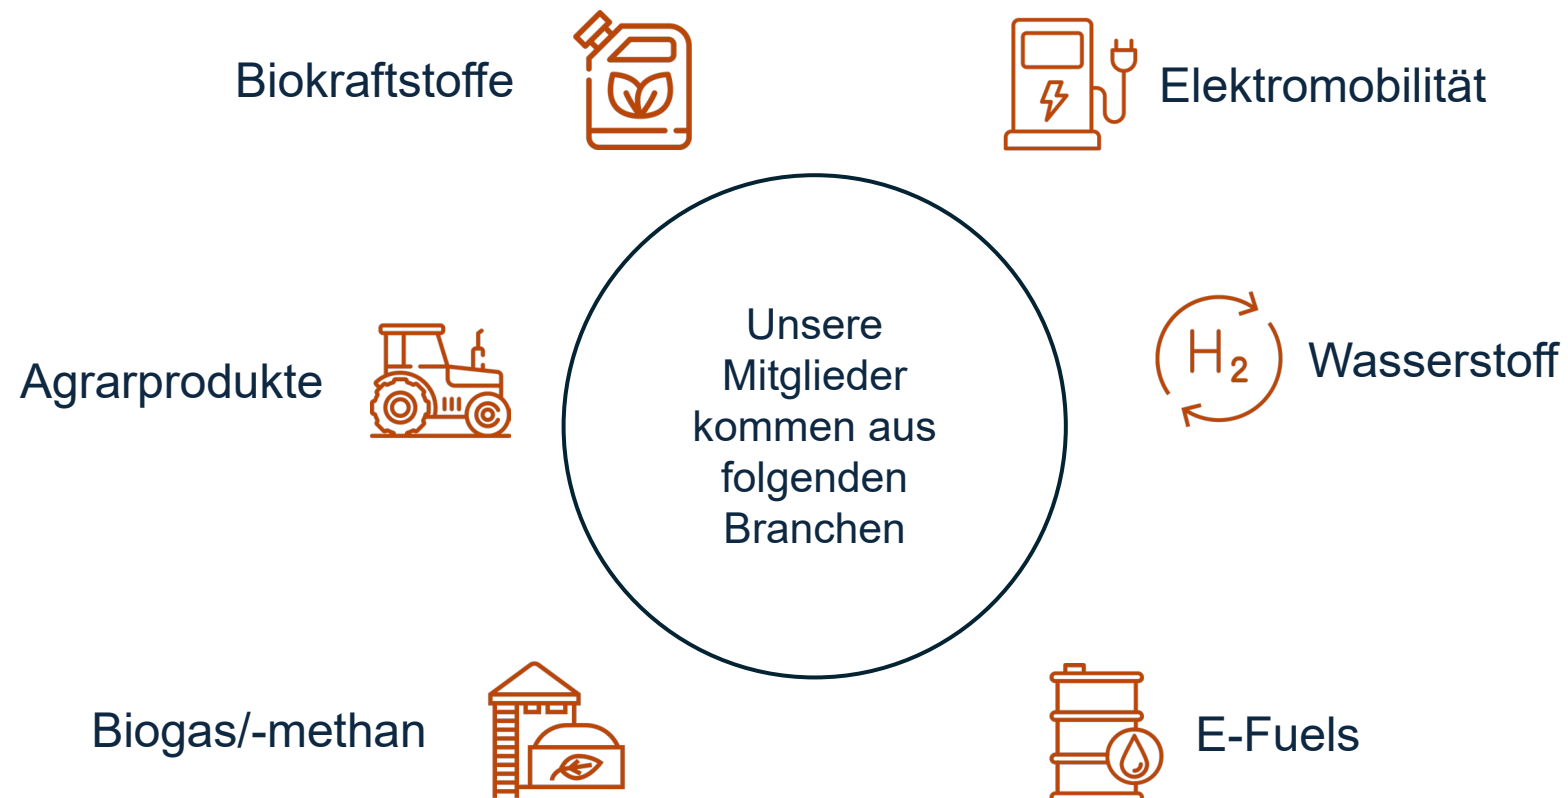 Biokraftstoffe
Elektromobilität
Agrarprodukte
Unsere
Mitglieder
kommen aus
folgenden
Branchen
H2
Wasserstoff
Biogas/-methan
E-Fuels